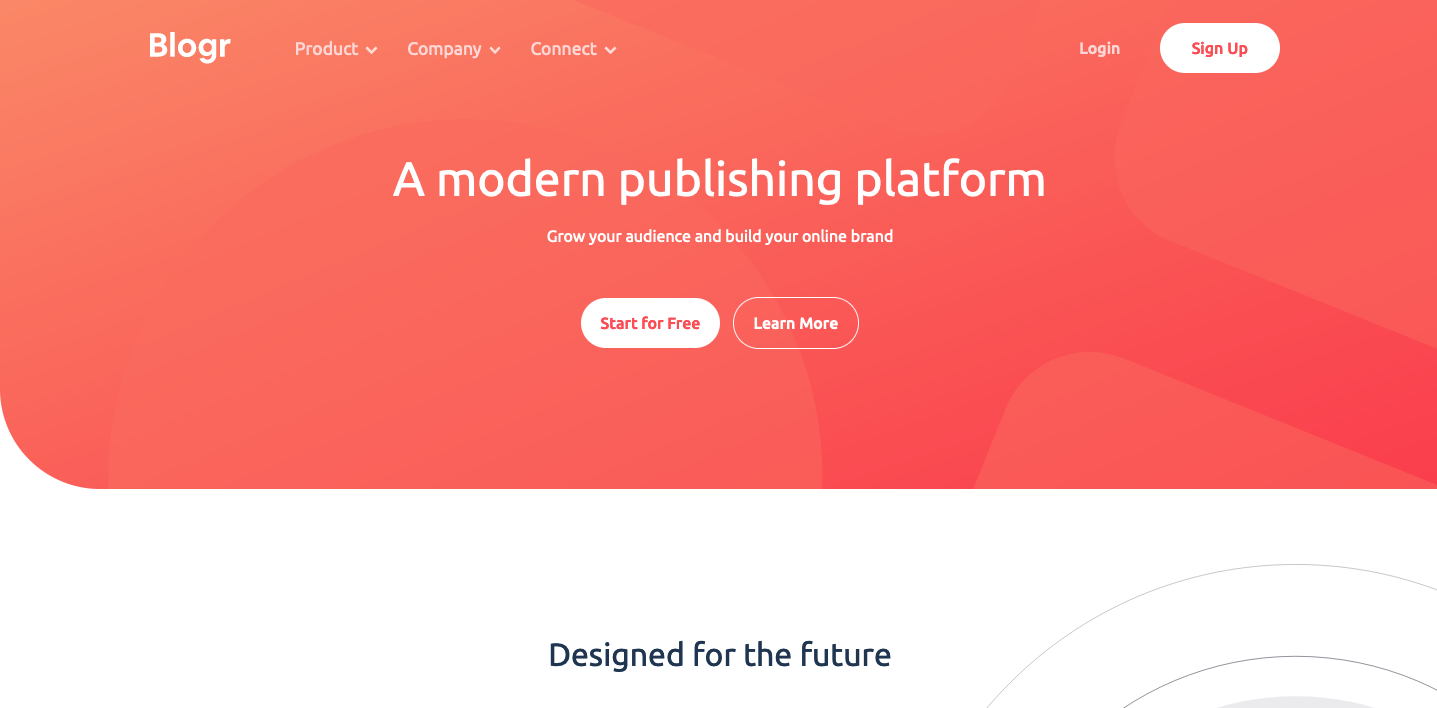 Blogr Product Company Connect Login Sign Up
A modern publishing platform
Grow your audience and build your online brand
Start for Free Learn More
Designed for the future